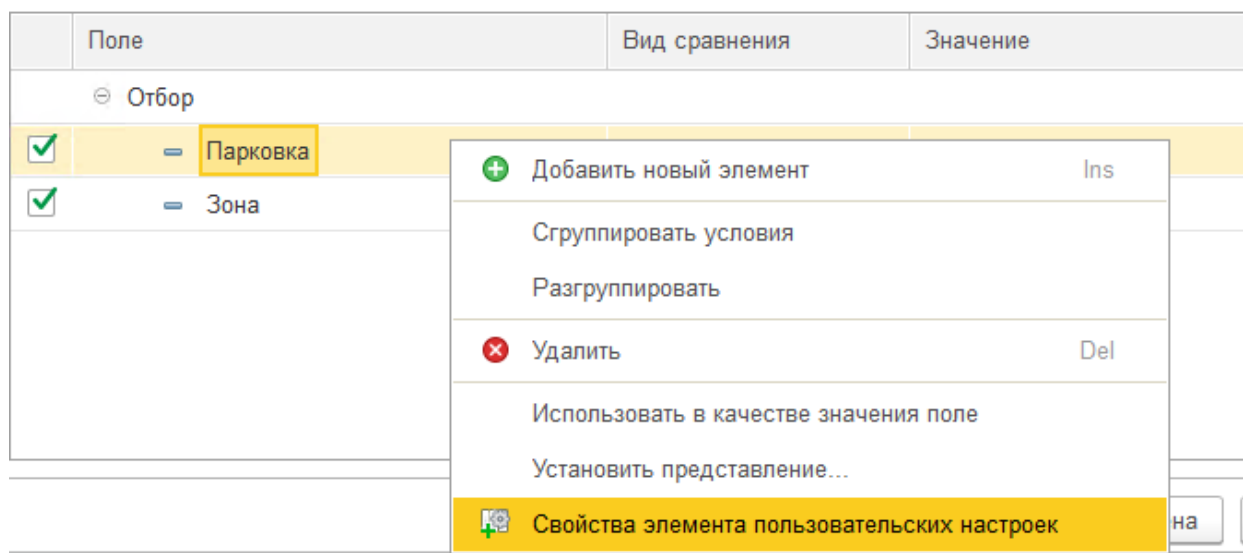 Поле Вид сравнения Значение
Отбор
Парковка
Добавить новый элемент Ins
Зона
Сгруппировать условия
Разгруппировать
Удалить Del
Использовать в качестве значения поле
Установить представление...
Свойства элемента пользовательских настроек
на